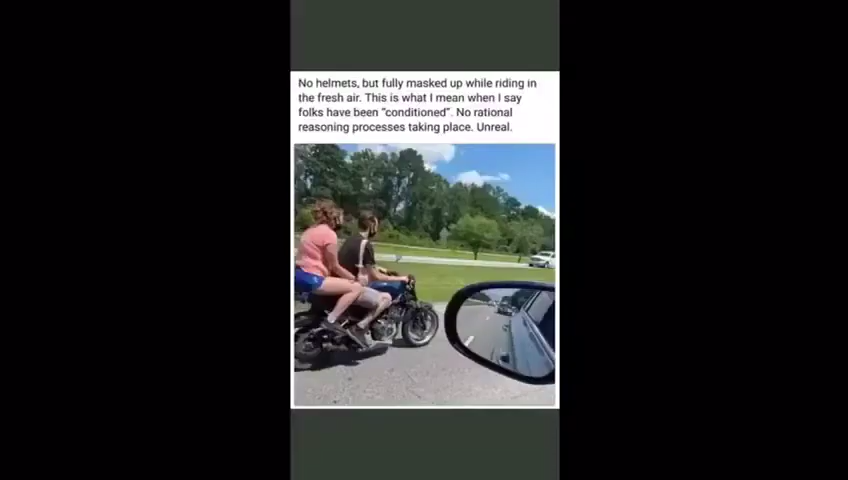 No helmets, but fully masked up while riding in
the fresh air. This is what I mean when I say
folks have been “conditioned”. No rational
reasoning processes taking place. Unreal.